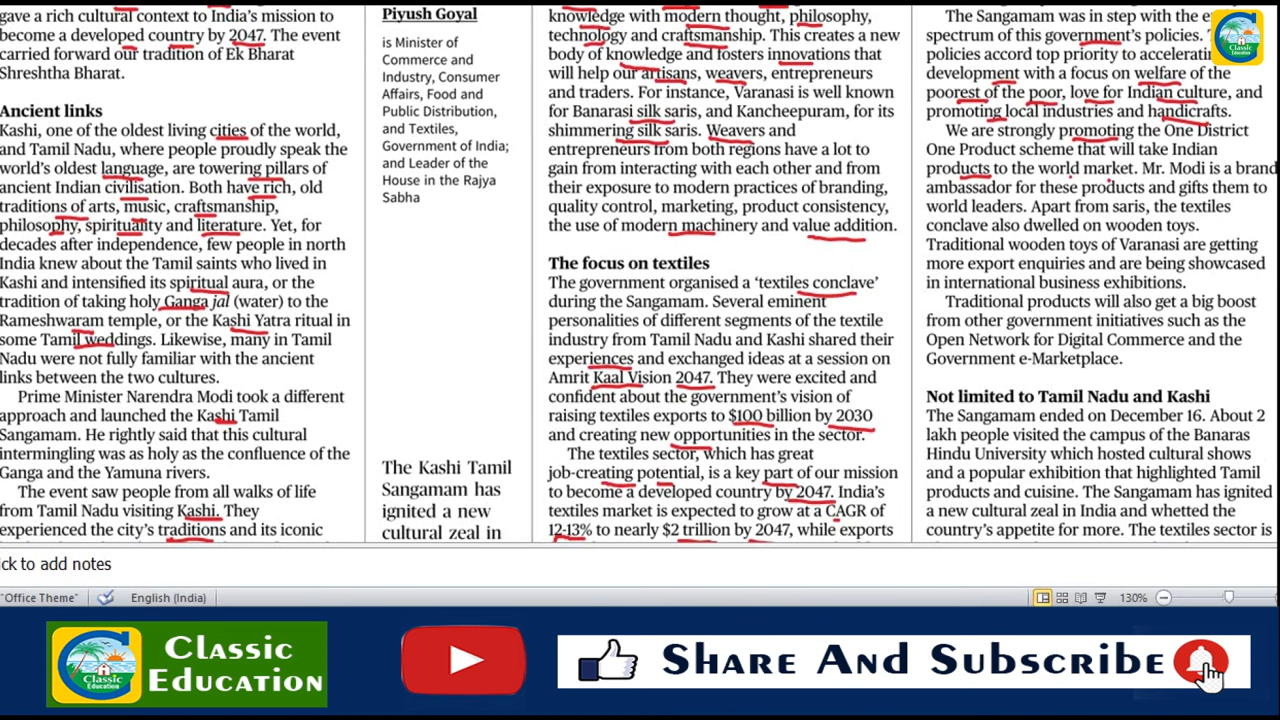 gave a rich cultural context to India's mission to
become a developed country by 2047. The event
carried forward our tradition of Ek Bharat
Shreshtha Bharat.
Ancient links
Kashi, one of the oldest living cities of the world,
and Tamil Nadu, where people proudly speak the
world's oldest language, are towering pillars of
ancient Indian civilisation. Both have rich, old
traditions of arts, music, craftsmanship,
philosophy, spirituality and literature. Yet, for
decades after independence, few people in north
India knew about the Tamil saints who lived in
Kashi and intensified its spiritual aura, or the
tradition of taking holy Ganga jal (water) to the
Rameshwaram temple, or the Kashi Yatra ritual in
some Tamil weddings. Likewise, many in Tamil
Nadu were not fully familiar with the ancient
links between the two cultures.
Prime Minister Narendra Modi took a different
approach and launched the Kashi Tamil
Sangamam. He rightly said that this cultural
intermingling was as holy as the confluence of the
Ganga and the Yamuna rivers.
The event saw people from all walks of life
from Tamil Nadu visiting Kashi. They
experienced the city's traditions and its iconic
Piyush Goyal
is Minister of
Commerce and
Industry, Consumer
Affairs, Food and
Public Distribution,
and Textiles,
Government of India;
and Leader of the
House in the Rajya
Sabha
The Kashi Tamil
Sangamam has
ignited a new
cultural zeal in
knowledge with modern thought, philosophy,
technology and craftsmanship. This creates a new
body of knowledge and fosters innovations that
will help our artisans, weavers, entrepreneurs
and traders. For instance, Varanasi is well known
for Banarasi silk saris, and Kancheepuram, for its
shimmering silk saris. Weavers and
entrepreneurs from both regions have a lot to
gain from interacting with each other and from
their exposure to modern practices of branding,
quality control, marketing, product consistency,
the use of modern machinery and value addition.
The focus on textiles
The government organised a 'textiles conclave'
during the Sangamam. Several eminent
personalities of different segments of the textile
industry from Tamil Nadu and Kashi shared their
experiences and exchanged ideas at a session on
Amrit Kaal Vision 2047. They were excited and
confident about the government's vision of
raising textiles exports to $100 billion by 2030
and creating new opportunities in the sector.
The textiles sector, which has great
job-creating potential, is a key part of our mission
to become a developed country by 2047. India's
textiles market is expected to grow at a CAGR of
12-13% to nearly $2 trillion by 2047, while exports
The Sangamam was in step with the
spectrum of this government's policies.
policies accord top priority to accelerating
development with a focus on welfare of the
poorest of the poor, love for Indian culture, and
promoting local industries and handicrafts.
We are strongly promoting the One District
One Product scheme that will take Indian
products to the world market. Mr. Modi is a brand
ambassador for these products and gifts them to
world leaders. Apart from saris, the textiles
conclave also dwelled on wooden toys.
Traditional wooden toys of Varanasi are getting
more export enquiries and are being showcased
in international business exhibitions.
Traditional products will also get a big boost
from other government initiatives such as the
Open Network for Digital Commerce and the
Government e-Marketplace.
Not limited to Tamil Nadu and Kashi
The Sangamam ended on December 16. About 2
lakh people visited the campus of the Banaras
Hindu University which hosted cultural shows
and a popular exhibition that highlighted Tamil
products and cuisine. The Sangamam has ignited
a new cultural zeal in India and whetted the
country's appetite for more. The textiles sector is
Classic
Education
ck to add notes
"Office Theme"
English (India)
130%
Classic
Education
Classic
Education
Share And Subscribe